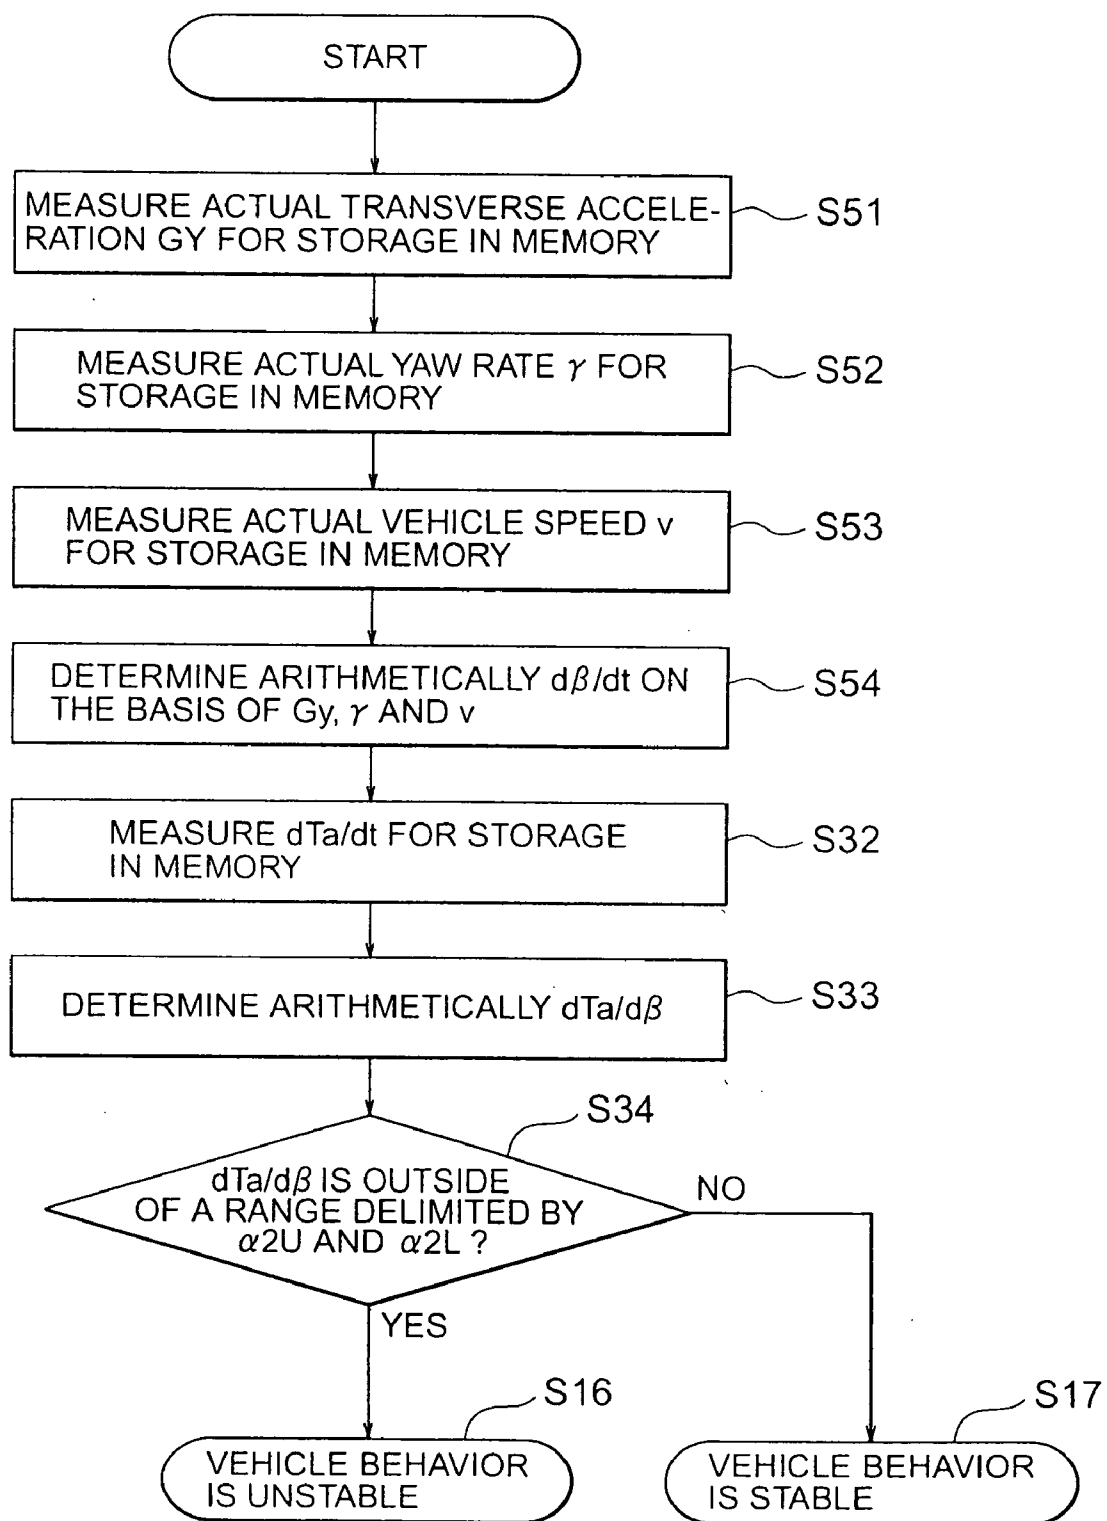 START
MEASURE ACTUAL TRANSVERSE ACCELE-
RATION GY FOR STORAGE IN MEMORY
S51
MEASURE ACTUAL YAW RATE γ FOR
STORAGE IN MEMORY
S52
MEASURE ACTUAL VEHICLE SPEED v
FOR STORAGE IN MEMORY
S53
DETERMINE ARITHMETICALLY dβ/dt ON
THE BASIS OF Gy, γ AND v
S54
MEASURE dTa/dt FOR STORAGE
IN MEMORY
S32
DETERMINE ARITHMETICALLY dTa/dβ
S33
S34
dTa/dβ IS OUTSIDE
OF A RANGE DELIMITED BY
α2U AND α2L ?
NO
YES
S16
VEHICLE BEHAVIOR
IS UNSTABLE
S17
VEHICLE BEHAVIOR
IS STABLE